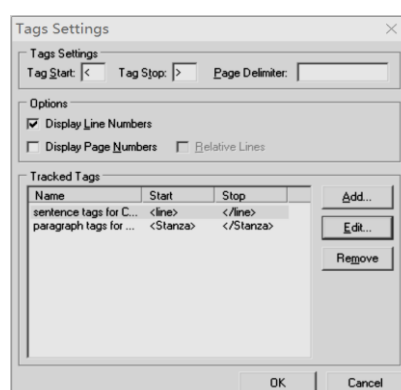 Tags Settings
Tags Settings
Tag Start: < Tag Stop: > Page Delimiter:
Options
Display Line Numbers
Display Page Numbers Relative Lines
Tracked Tags
Name Start Stop
sentence tags for C... <line> </line>
paragraph tags for ... <Stanza> </Stanza>
Add...
Edit...
Remove
OK Cancel